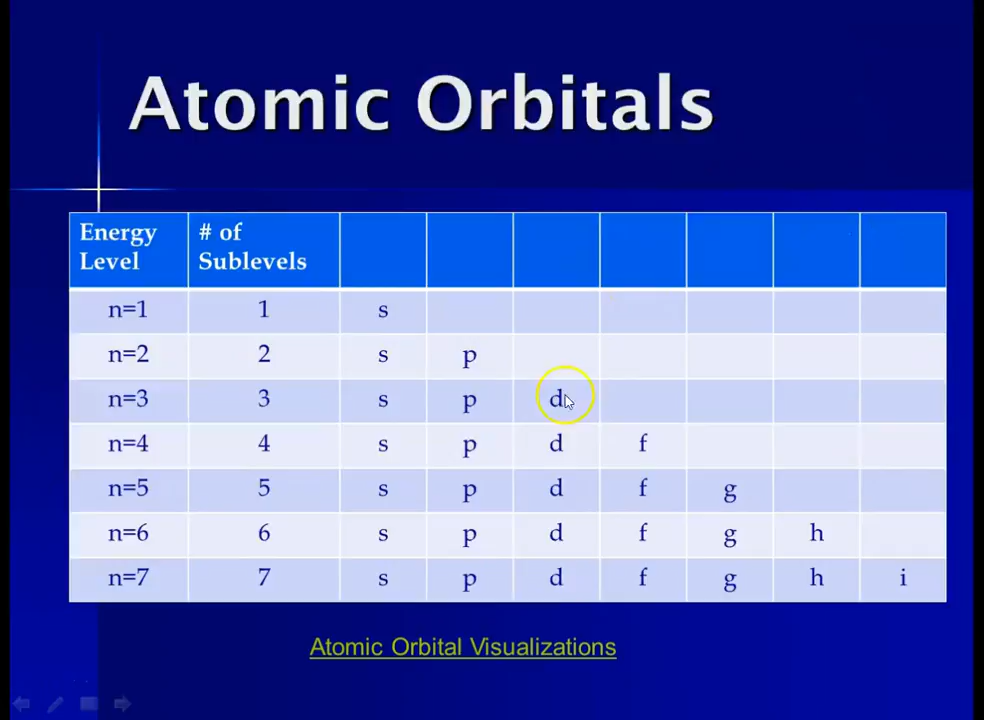 Atomic Orbitals
Energy Level # of Sublevels
n=1 1 s
n=2 2 s p
n=3 3 s p d
n=4 4 s p d f
n=5 5 s p d f g
n=6 6 s p d f g h
n=7 7 s p d f g h i
Atomic Orbital Visualizations